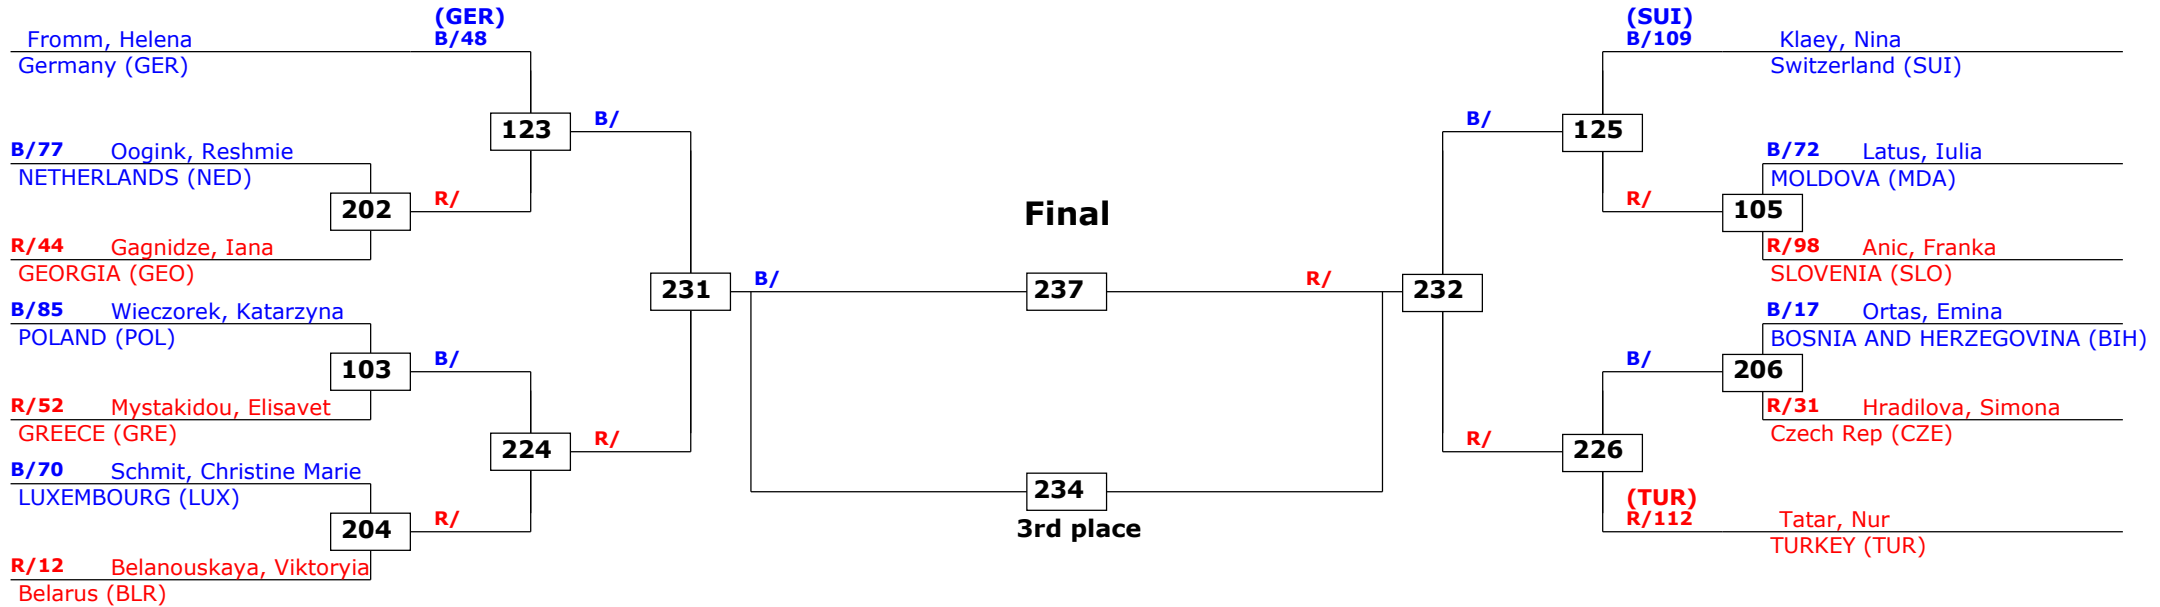 (GER)
Fromm, Helena B/48
Germany (GER)
123
B/
B/77 Oogink, Reshmie
NETHERLANDS (NED)
202
R/
R/44 Gagnidze, Iana
GEORGIA (GEO)
231
B/
B/85 Wieczorek, Katarzyna
POLAND (POL)
103
B/
R/52 Mystakidou, Elisavet
GREECE (GRE)
224
R/
B/70 Schmit, Christine Marie
LUXEMBOURG (LUX)
204
R/
R/12 Belanouskaya, Viktoryia
Belarus (BLR)
Final
237
R/
234
3rd place
(SUI)
B/109 Klaey, Nina
Switzerland (SUI)
B/
125
B/72 Latus, Iulia
MOLDOVA (MDA)
R/
105
R/98 Anic, Franka
SLOVENIA (SLO)
232
B/17 Ortas, Emina
BOSNIA AND HERZEGOVINA (BIH)
B/
206
R/31 Hradilova, Simona
Czech Rep (CZE)
R/
226
(TUR)
R/112 Tatar, Nur
TURKEY (TUR)